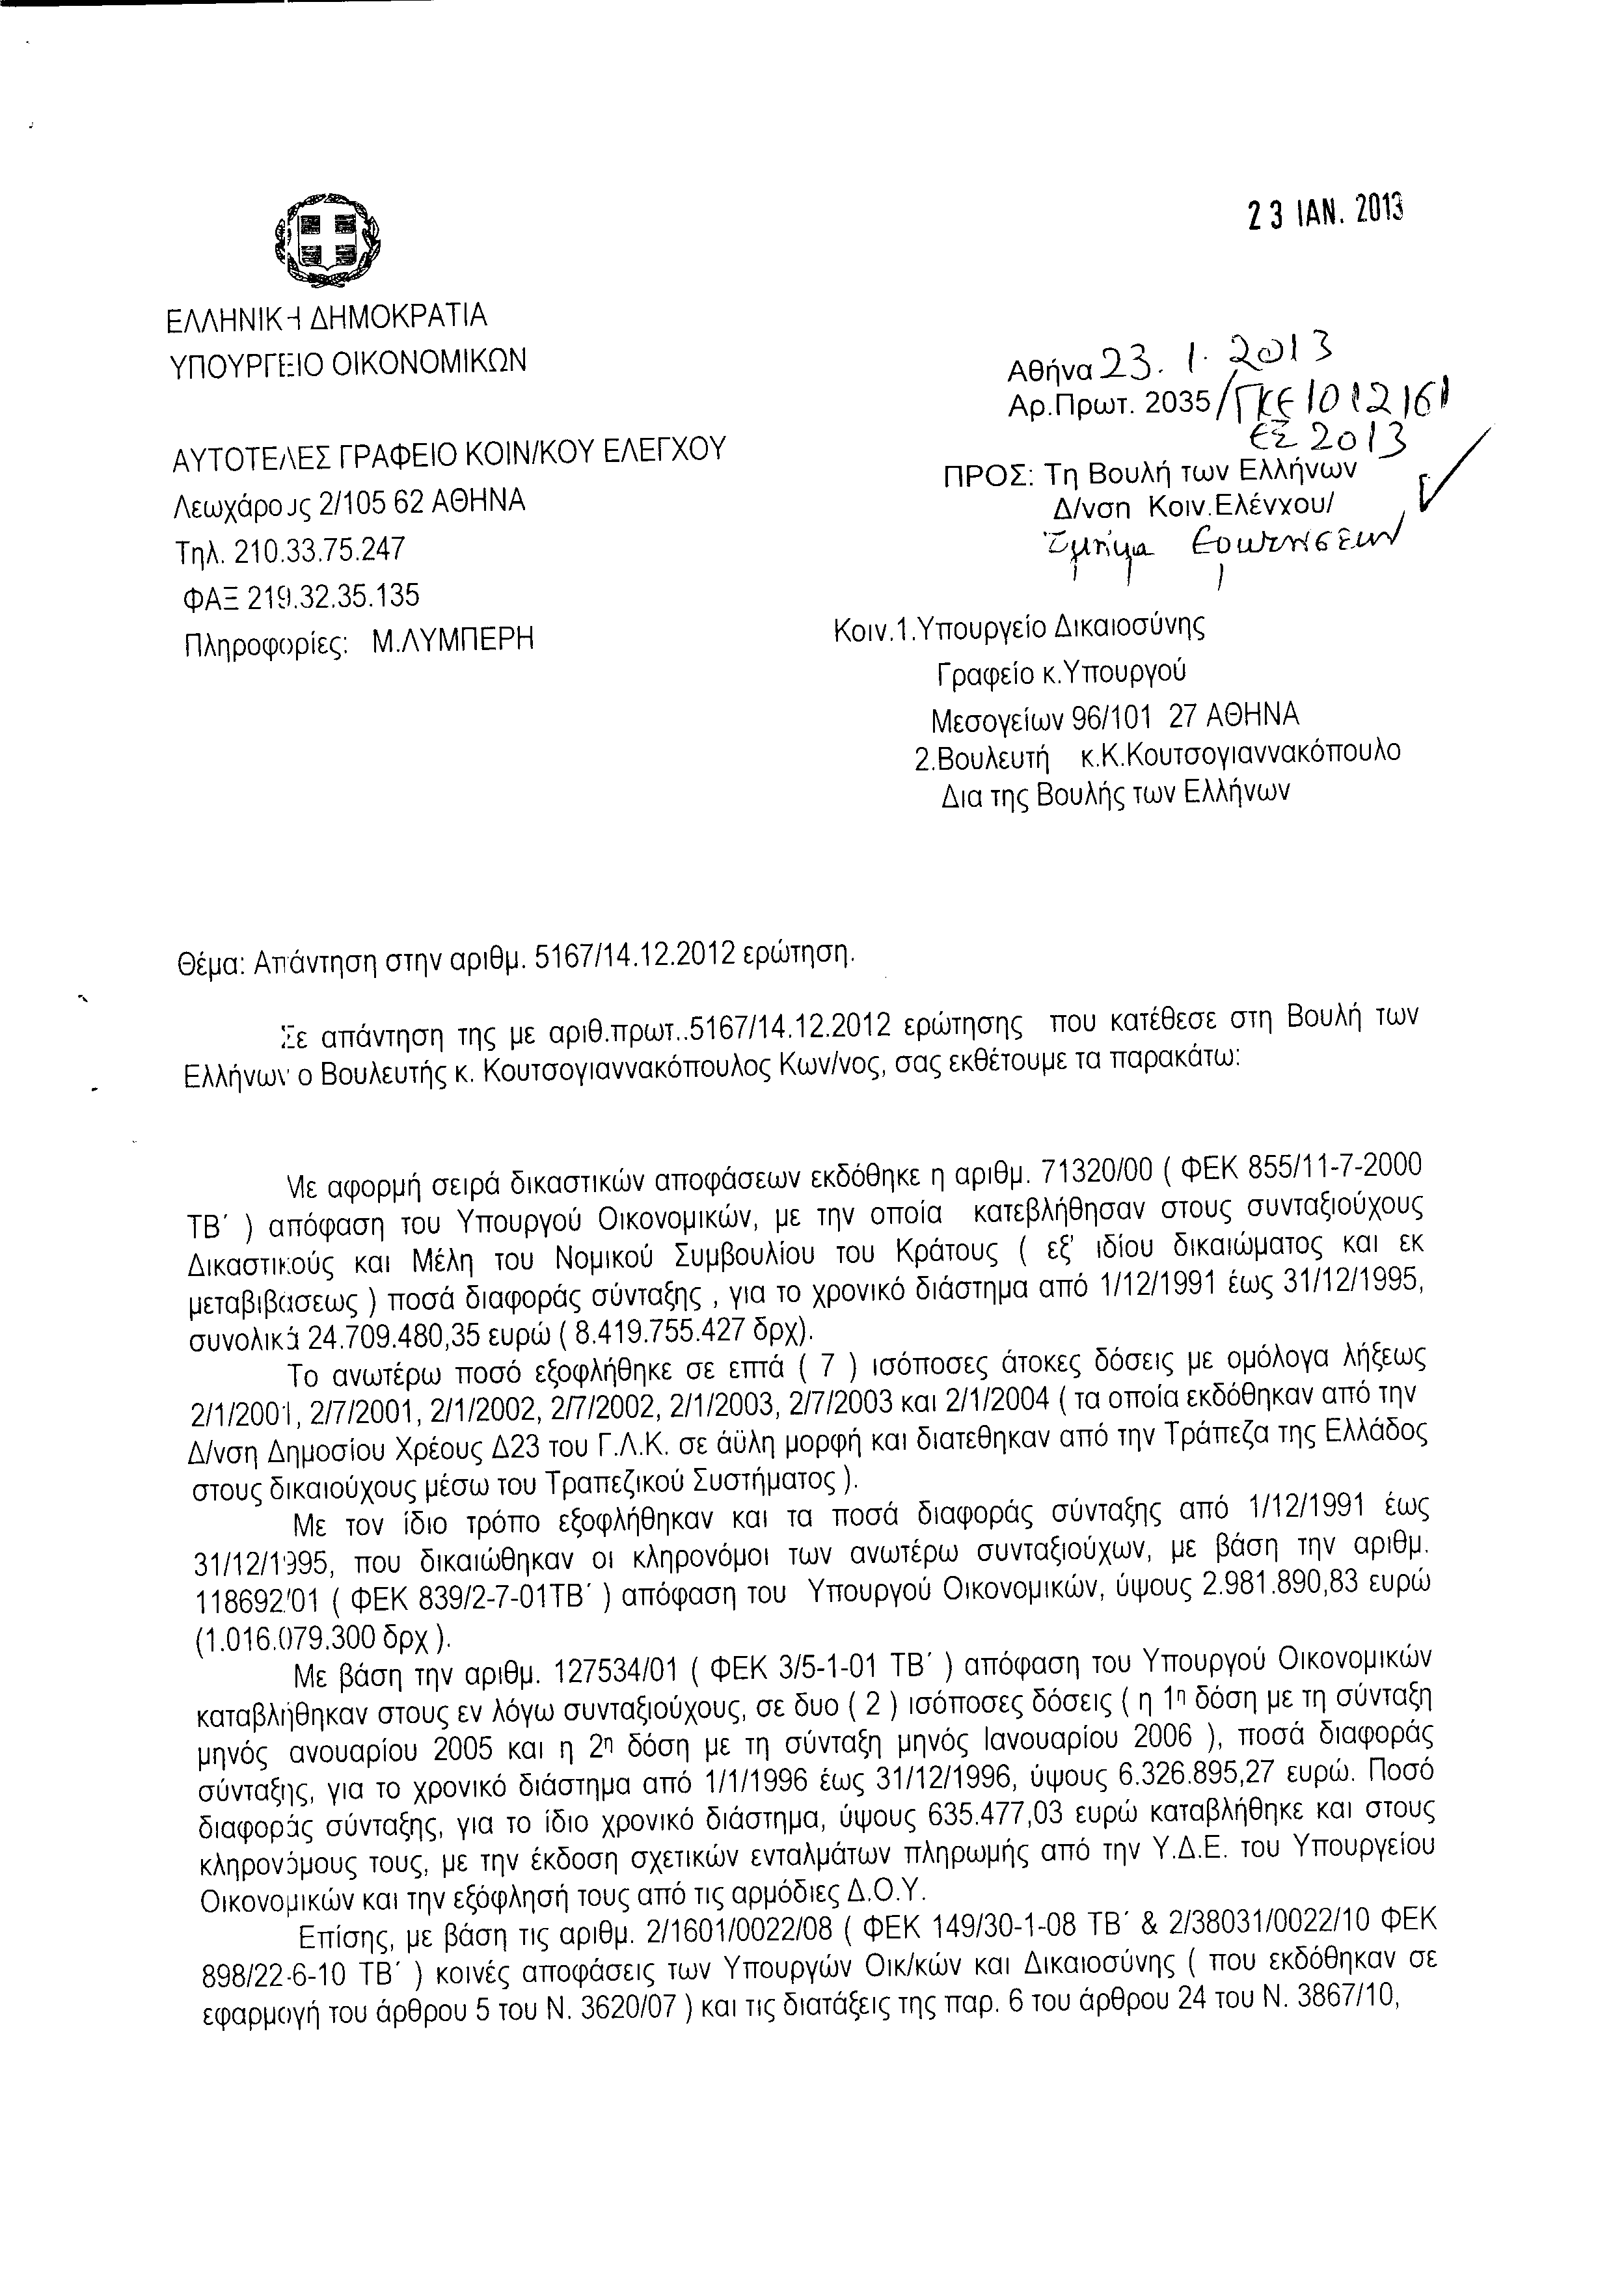 23 ΙΑΝ. 2013
ΕΛΛΗΝΙΚΗ ΔΗΜΟΚΡΑΤΙΑ
ΥΠΟΥΡΓΕΙΟ ΟΙΚΟΝΟΜΙΚΩΝ
Αθήνα 23. 1. 2013
Αρ.Πρωτ. 2035/ΓΚΕ 1012161
ΕΞ 2013
ΑΥΤΟΤΕΛΕΣ ΓΡΑΦΕΙΟ ΚΟΙΝ/ΚΟΥ ΕΛΕΓΧΟΥ
Λεωχάρους 2/105 62 ΑΘΗΝΑ
Τηλ. 210.33.75.247
ΦΑΞ 210.32.35.135
Πληροφορίες: Μ.ΛΥΜΠΕΡΗ
ΠΡΟΣ: Τη Βουλή των Ελλήνων
Δ/νση Κοιν.Ελένχου/
Τμήμα Ερωτήσεων
Κοιν.1.Υπουργείο Δικαιοσύνης
Γραφείο κ.Υπουργού
Μεσογείων 96/101 27 ΑΘΗΝΑ
2.Βουλευτή κ.Κ.Κουτσογιαννακόπουλο
Δια της Βουλής των Ελλήνων
Θέμα: Απάντηση στην αριθμ. 5167/14.12.2012 ερώτηση.
Σε απάντηση της με αριθ.πρωτ..5167/14.12.2012 ερώτησης που κατέθεσε στη Βουλή των
Ελλήνων ο Βουλευτής κ. Κουτσογιαννακόπουλος Κων/νος, σας εκθέτουμε τα παρακάτω:
Με αφορμή σειρά δικαστικών αποφάσεων εκδόθηκε η αριθμ. 71320/00 ( ΦΕΚ 855/11-7-2000
ΤΒ΄ ) απόφαση του Υπουργού Οικονομικών, με την οποία κατεβλήθησαν στους συνταξιούχους
Δικαστικούς και Μέλη του Νομικού Συμβουλίου του Κράτους ( εξ' ιδίου δικαιώματος και εκ
μεταβιβάσεως ) ποσά διαφοράς σύνταξης , για το χρονικό διάστημα από 1/12/1991 έως 31/12/1995,
συνολικά 24.709.480,35 ευρώ ( 8.419.755.427 δρχ).
Το ανωτέρω ποσό εξοφλήθηκε σε επτά ( 7 ) ισόποσες άτοκες δόσεις με ομόλογα λήξεως
2/1/2001, 2/7/2001, 2/1/2002, 2/7/2002, 2/1/2003, 2/7/2003 και 2/1/2004 ( τα οποία εκδόθηκαν από την
Δ/νση Δημοσίου Χρέους Δ23 του Γ.Λ.Κ. σε άϋλη μορφή και διατεθηκαν από την Τράπεζα της Ελλάδος
στους δικαιούχους μέσω του Τραπεζικού Συστήματος ).
Με τον ίδιο τρόπο εξοφλήθηκαν και τα ποσά διαφοράς σύνταξης από 1/12/1991 έως
31/12/1995, που δικαιώθηκαν οι κληρονόμοι των ανωτέρω συνταξιούχων, με βάση την αριθμ.
118692/01 ( ΦΕΚ 839/2-7-01ΤΒ΄ ) απόφαση του Υπουργού Οικονομικών, ύψους 2.981.890,83 ευρώ
(1.016.079.300 δρχ ).
Με βάση την αριθμ. 127534/01 ( ΦΕΚ 3/5-1-01 ΤΒ΄ ) απόφαση του Υπουργού Οικονομικών
καταβλήθηκαν στους εν λόγω συνταξιούχους, σε δυο ( 2 ) ισόποσες δόσεις ( η 1η δόση με τη σύνταξη
μηνός ανουαρίου 2005 και η 2η δόση με τη σύνταξη μηνός Ιανουαρίου 2006 ), ποσά διαφοράς
σύνταξης, για το χρονικό διάστημα από 1/1/1996 έως 31/12/1996, ύψους 6.326.895,27 ευρώ. Ποσό
διαφοράς σύνταξης, για το ίδιο χρονικό διάστημα, ύψους 635.477,03 ευρώ καταβλήθηκε και στους
κληρονόμους τους, με την έκδοση σχετικών ενταλμάτων πληρωμής από την Υ.Δ.Ε. του Υπουργείου
Οικονομικών και την εξόφλησή τους από τις αρμόδιες Δ.Ο.Υ.
Επίσης, με βάση τις αριθμ. 2/1601/0022/08 ( ΦΕΚ 149/30-1-08 ΤΒ΄ & 2/38031/0022/10 ΦΕΚ
898/22-6-10 ΤΒ΄ ) κοινές αποφάσεις των Υπουργών Οικ/κών και Δικαιοσύνης ( που εκδόθηκαν σε
εφαρμογή του άρθρου 5 του Ν. 3620/07 ) και τις διατάξεις της παρ. 6 του άρθρου 24 του Ν. 3867/10,